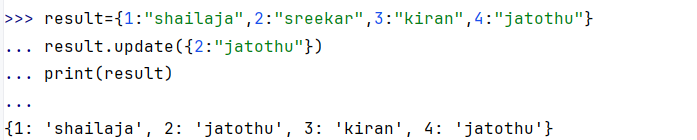 >>> result={1:"shailaja",2:"sreekar",3:"kiran",4:"jatothu"}
... result.update({2:"jatothu"})
... print(result)
...
{1: 'shailaja', 2: 'jatothu', 3: 'kiran', 4: 'jatothu'}